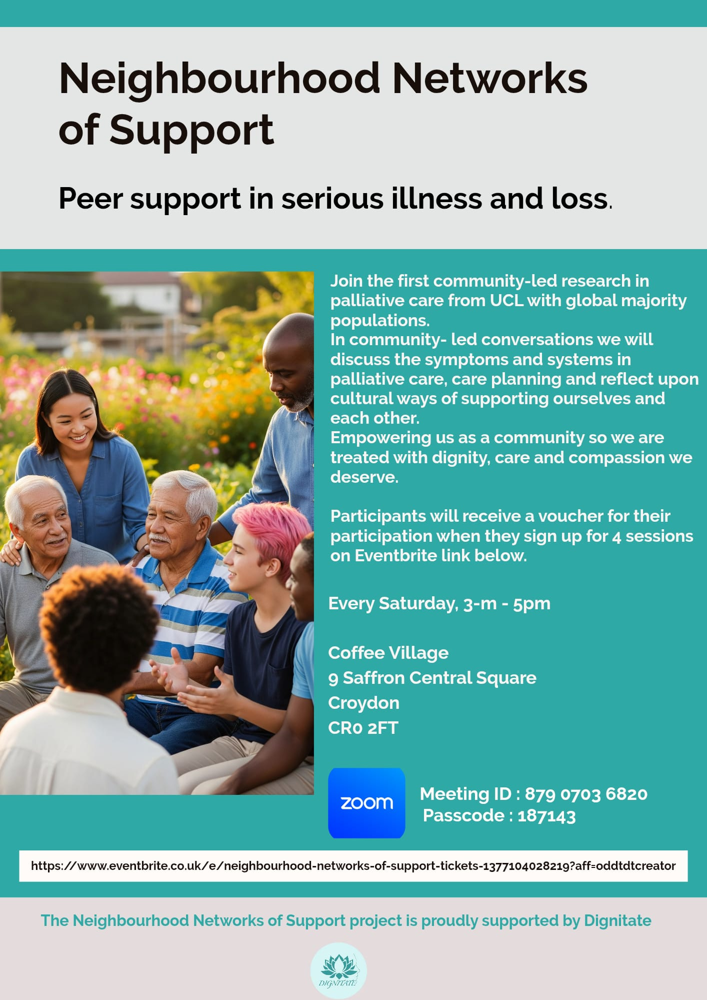 Neighbourhood Networks
of Support
Peer support in serious illness and loss.
Join the first community-led research in
palliative care from UCL with global majority
populations.
In community- led conversations we will
discuss the symptoms and systems in
palliative care, care planning and reflect upon
cultural ways of supporting ourselves and
each other.
Empowering us as a community so we are
treated with dignity, care and compassion we
deserve.
Participants will receive a voucher for their
participation when they sign up for 4 sessions
on Eventbrite link below.
Every Saturday, 3-m - 5pm
Coffee Village
9 Saffron Central Square
Croydon
CR0 2FT
zoom
Meeting ID : 879 0703 6820
Passcode : 187143
https://www.eventbrite.co.uk/e/neighbourhood-networks-of-support-tickets-1377104028219?aff=oddtdtcreator
The Neighbourhood Networks of Support project is proudly supported by Dignitate
DIGNITATE